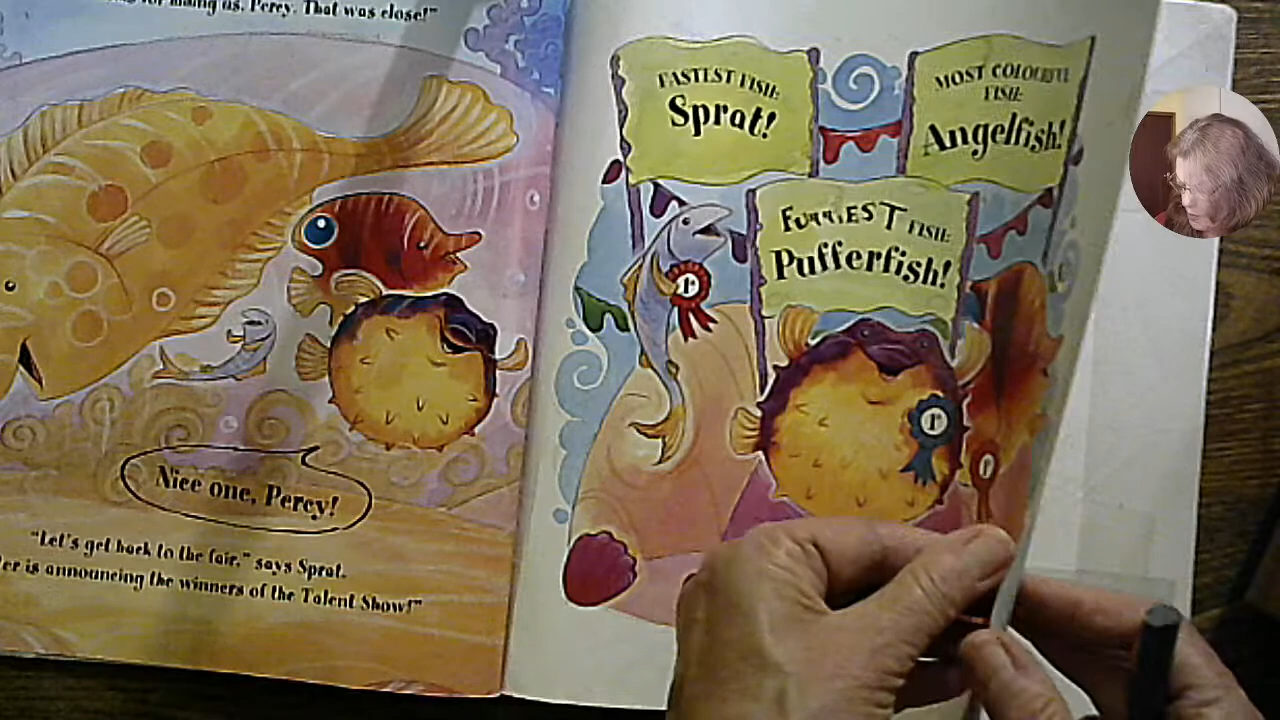 us, Percy. That was close!"
Nice one, Percy!
"Let's get back to the fair," says Sprat.
is announcing the winners of the Talent Show!"
FASTEST FISH:
Sprat!
MOST COLOURFUL
FISH:
Angelfish!
FUNNIEST FISH:
Pufferfish!
1st
1st
1